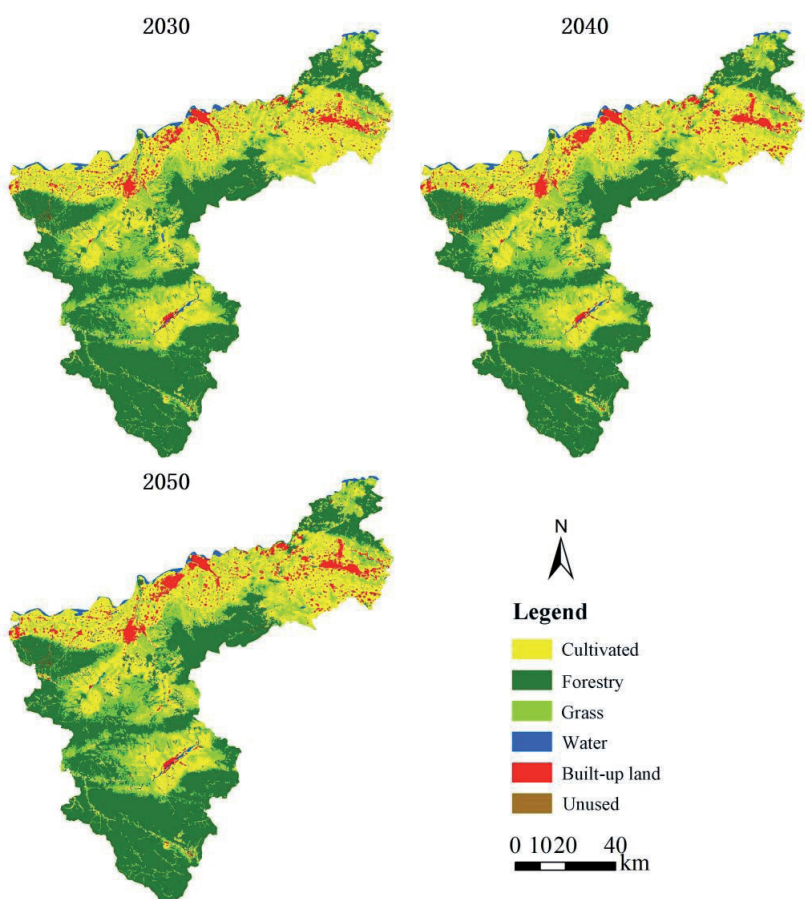 2030
2040
2050
N
Legend
Cultivated
Forestry
Grass
Water
Built-up land
Unused
0 1020 40
km